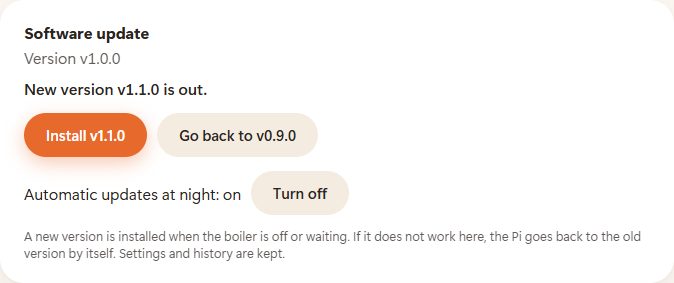 Software update
Version v1.0.0
New version v1.1.0 is out.
Install v1.1.0
Go back to v0.9.0
Automatic updates at night: on
Turn off
A new version is installed when the boiler is off or waiting. If it does not work here, the Pi goes back to the old
version by itself. Settings and history are kept.